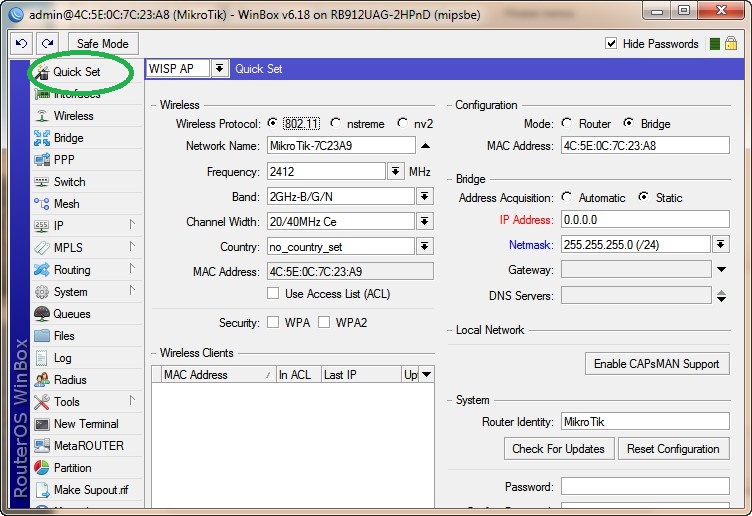 admin@4C:5E:0C:7C:23:A8 (MikroTik) - WinBox v6.18 on RB912UAG-2HPnD (mipsbe)
Safe Mode
Hide Passwords
Quick Set
Interfaces
Wireless
Bridge
PPP
Switch
Mesh
IP
MPLS
Routing
System
Queues
Files
Log
Radius
Tools
New Terminal
MetaROUTER
Partition
Make Supout.rif
RouterOS WinBox
WISP AP Quick Set
Wireless
Wireless Protocol: 802.11 nstreme nv2
Network Name: MikroTik-7C23A9
Frequency: 2412 MHz
Band: 2GHz-B/G/N
Channel Width: 20/40MHz Ce
Country: no_country_set
MAC Address: 4C:5E:0C:7C:23:A9
Use Access List (ACL)
Security: WPA WPA2
Wireless Clients
MAC Address / In ACL Last IP Upt
Configuration
Mode: Router Bridge
MAC Address: 4C:5E:0C:7C:23:A8
Bridge
Address Acquisition: Automatic Static
IP Address: 0.0.0.0
Netmask: 255.255.255.0 (/24)
Gateway:
DNS Servers:
Local Network
Enable CAPsMAN Support
System
Router Identity: MikroTik
Check For Updates Reset Configuration
Password: